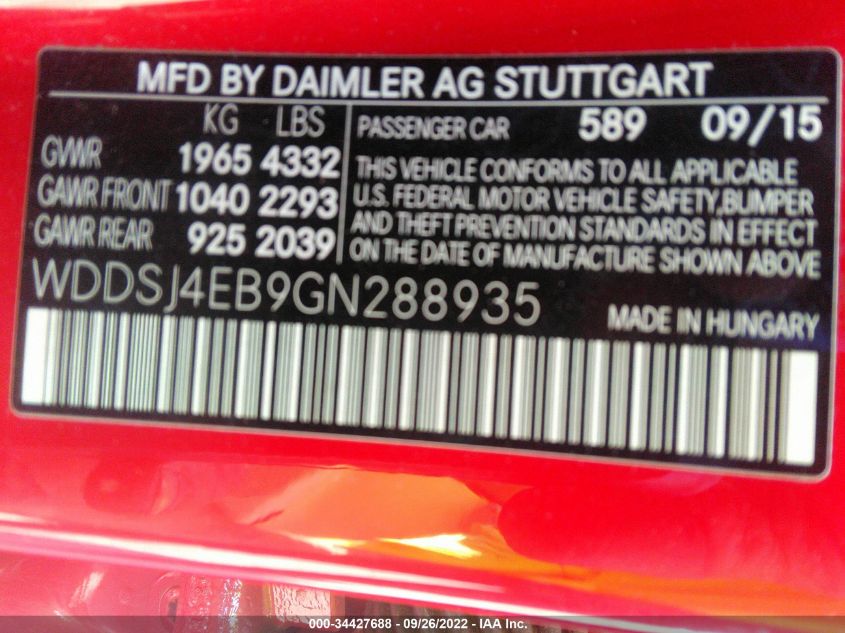 MFD BY DAIMLER AG STUTTGART
KG LBS
GVWR 1965 4332
GAWR FRONT 1040 2293
GAWR REAR 925 2039
PASSENGER CAR 589 09/15
THIS VEHICLE CONFORMS TO ALL APPLICABLE
U.S. FEDERAL MOTOR VEHICLE SAFETY, BUMPER
AND THEFT PREVENTION STANDARDS IN EFFECT
ON THE DATE OF MANUFACTURE SHOWN ABOVE
WDDSJ4EB9GN288935
MADE IN HUNGARY
000-34427688 - 09/26/2022 - IAA Inc.